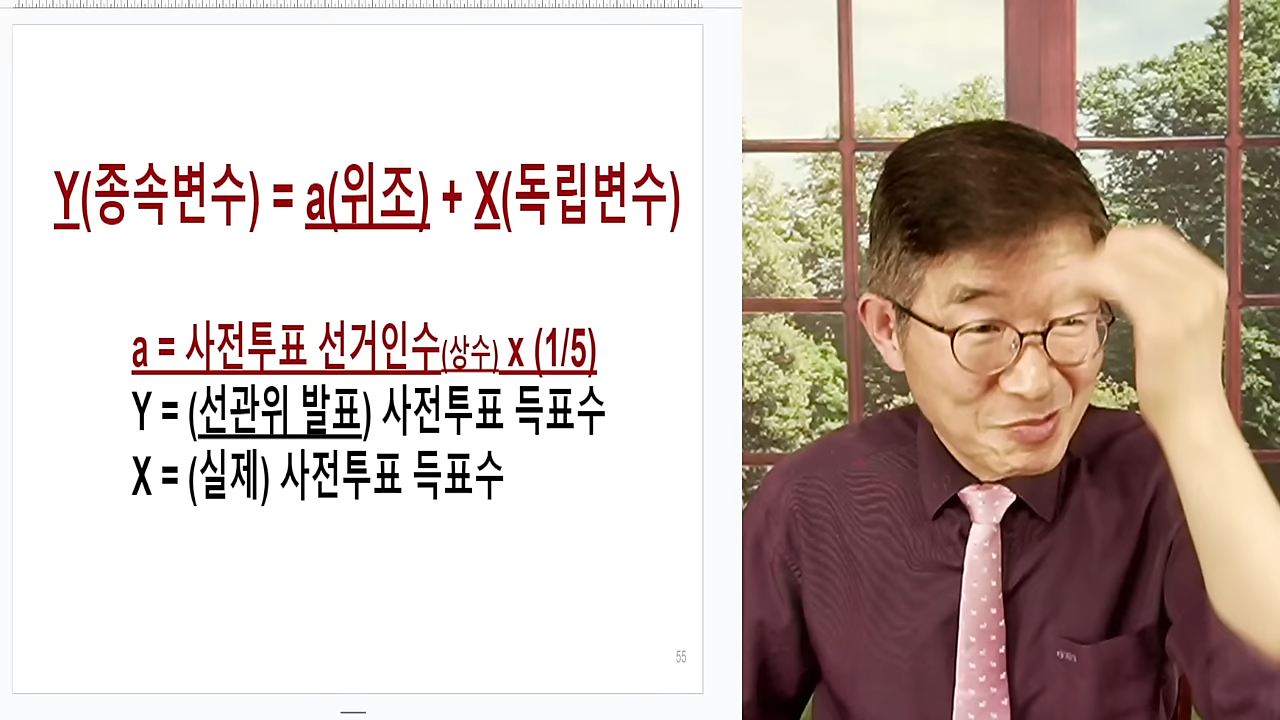 Y(종속변수) = a(위조) + X(독립변수)
a = 사전투표 선거인수(상수) x (1/5)
Y = (선관위 발표) 사전투표 득표수
X = (실제) 사전투표 득표수
55